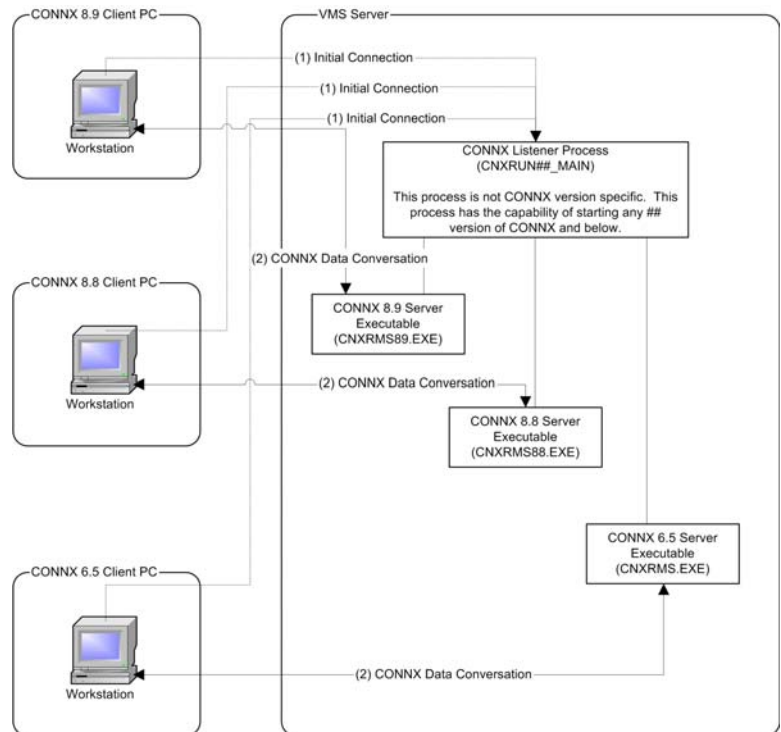 CONNX 8.9 Client PC
VMS Server
(1) Initial Connection
(1) Initial Connection
(1) Initial Connection
Workstation
CONNX Listener Process
(CNXRUN##_MAIN)
This process is not CONNX version specific. This
process has the capability of starting any ##
version of CONNX and below.
(2) CONNX Data Conversation
CONNX 8.8 Client PC
CONNX 8.9 Server
Executable
(CNXRMS89.EXE)
(2) CONNX Data Conversation
Workstation
CONNX 8.8 Server
Executable
(CNXRMS88.EXE)
CONNX 6.5 Server
Executable
(CNXRMS.EXE)
CONNX 6.5 Client PC
(2) CONNX Data Conversation
Workstation